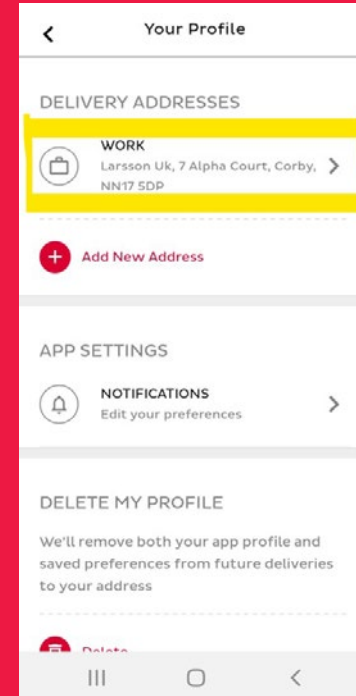 Your Profile
DELIVERY ADDRESSES
WORK
Larsson Uk, 7 Alpha Court, Corby,
NN17 5DP
Add New Address
APP SETTINGS
NOTIFICATIONS
Edit your preferences
DELETE MY PROFILE
We'll remove both your app profile and
saved preferences from future deliveries
to your address
Delete